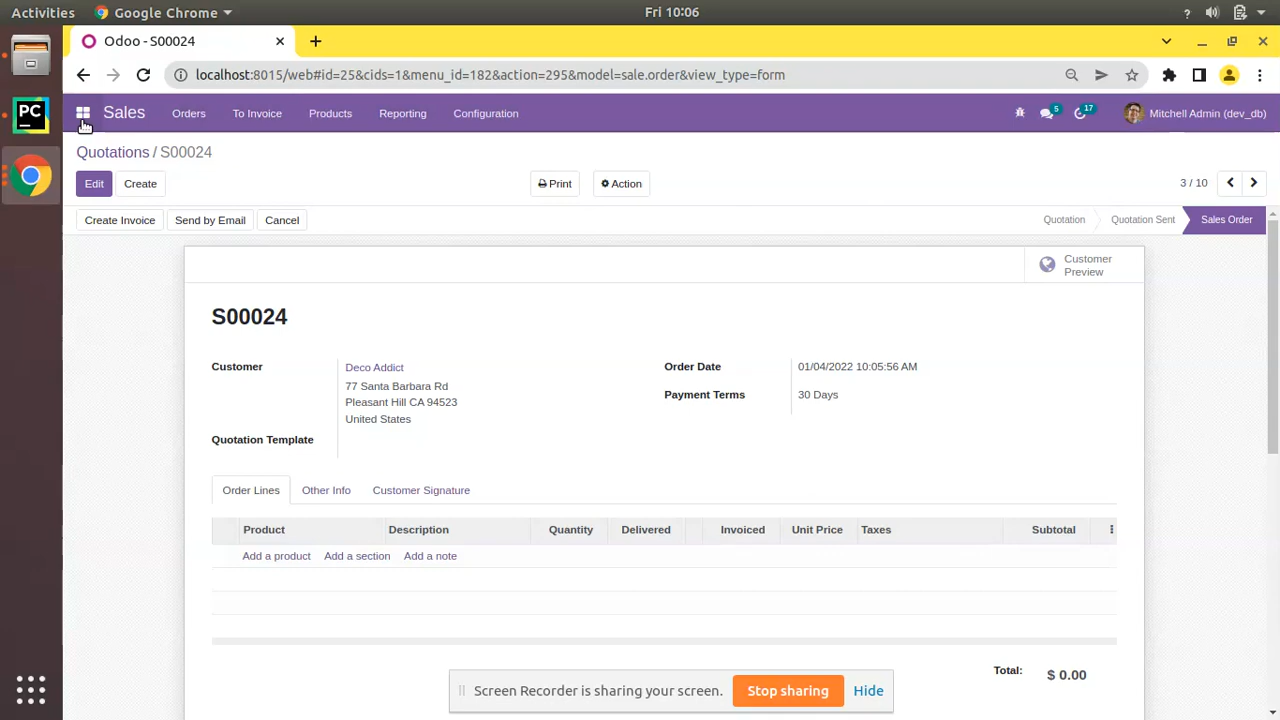 Activities Google Chrome Fri 10:06 ?
Odoo - S00024
localhost:8015/web#id=25&cids=1&menu_id=182&action=295&model=sale.order&view_type=form
Sales Orders To Invoice Products Reporting Configuration 5 17 Mitchell Admin (dev_db)
Quotations / S00024
Edit Create Print Action 3 / 10
Create Invoice Send by Email Cancel Quotation Quotation Sent Sales Order
Customer
Preview
S00024
Customer Deco Addict Order Date 01/04/2022 10:05:56 AM
77 Santa Barbara Rd
Pleasant Hill CA 94523 Payment Terms 30 Days
United States
Quotation Template
Order Lines Other Info Customer Signature
Product Description Quantity Delivered Invoiced Unit Price Taxes Subtotal
Add a product Add a section Add a note
Total: $ 0.00
Screen Recorder is sharing your screen. Stop sharing Hide
PC